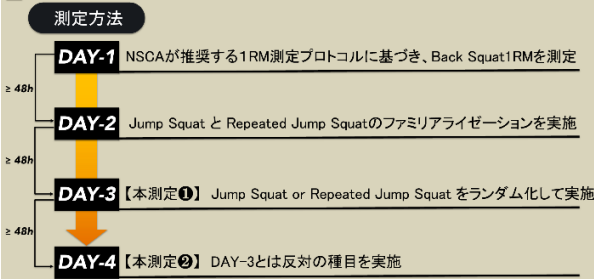 測定方法
DAY-1 NSCAが推奨する1RM測定プロトコルに基づき、Back Squat1RMを測定
≥ 48h
DAY-2 Jump Squat と Repeated Jump Squatのファミリアライゼーションを実施
≥ 48h
DAY-3 【本測定❶】 Jump Squat or Repeated Jump Squat をランダム化して実施
≥ 48h
DAY-4 【本測定❷】 DAY-3とは反対の種目を実施